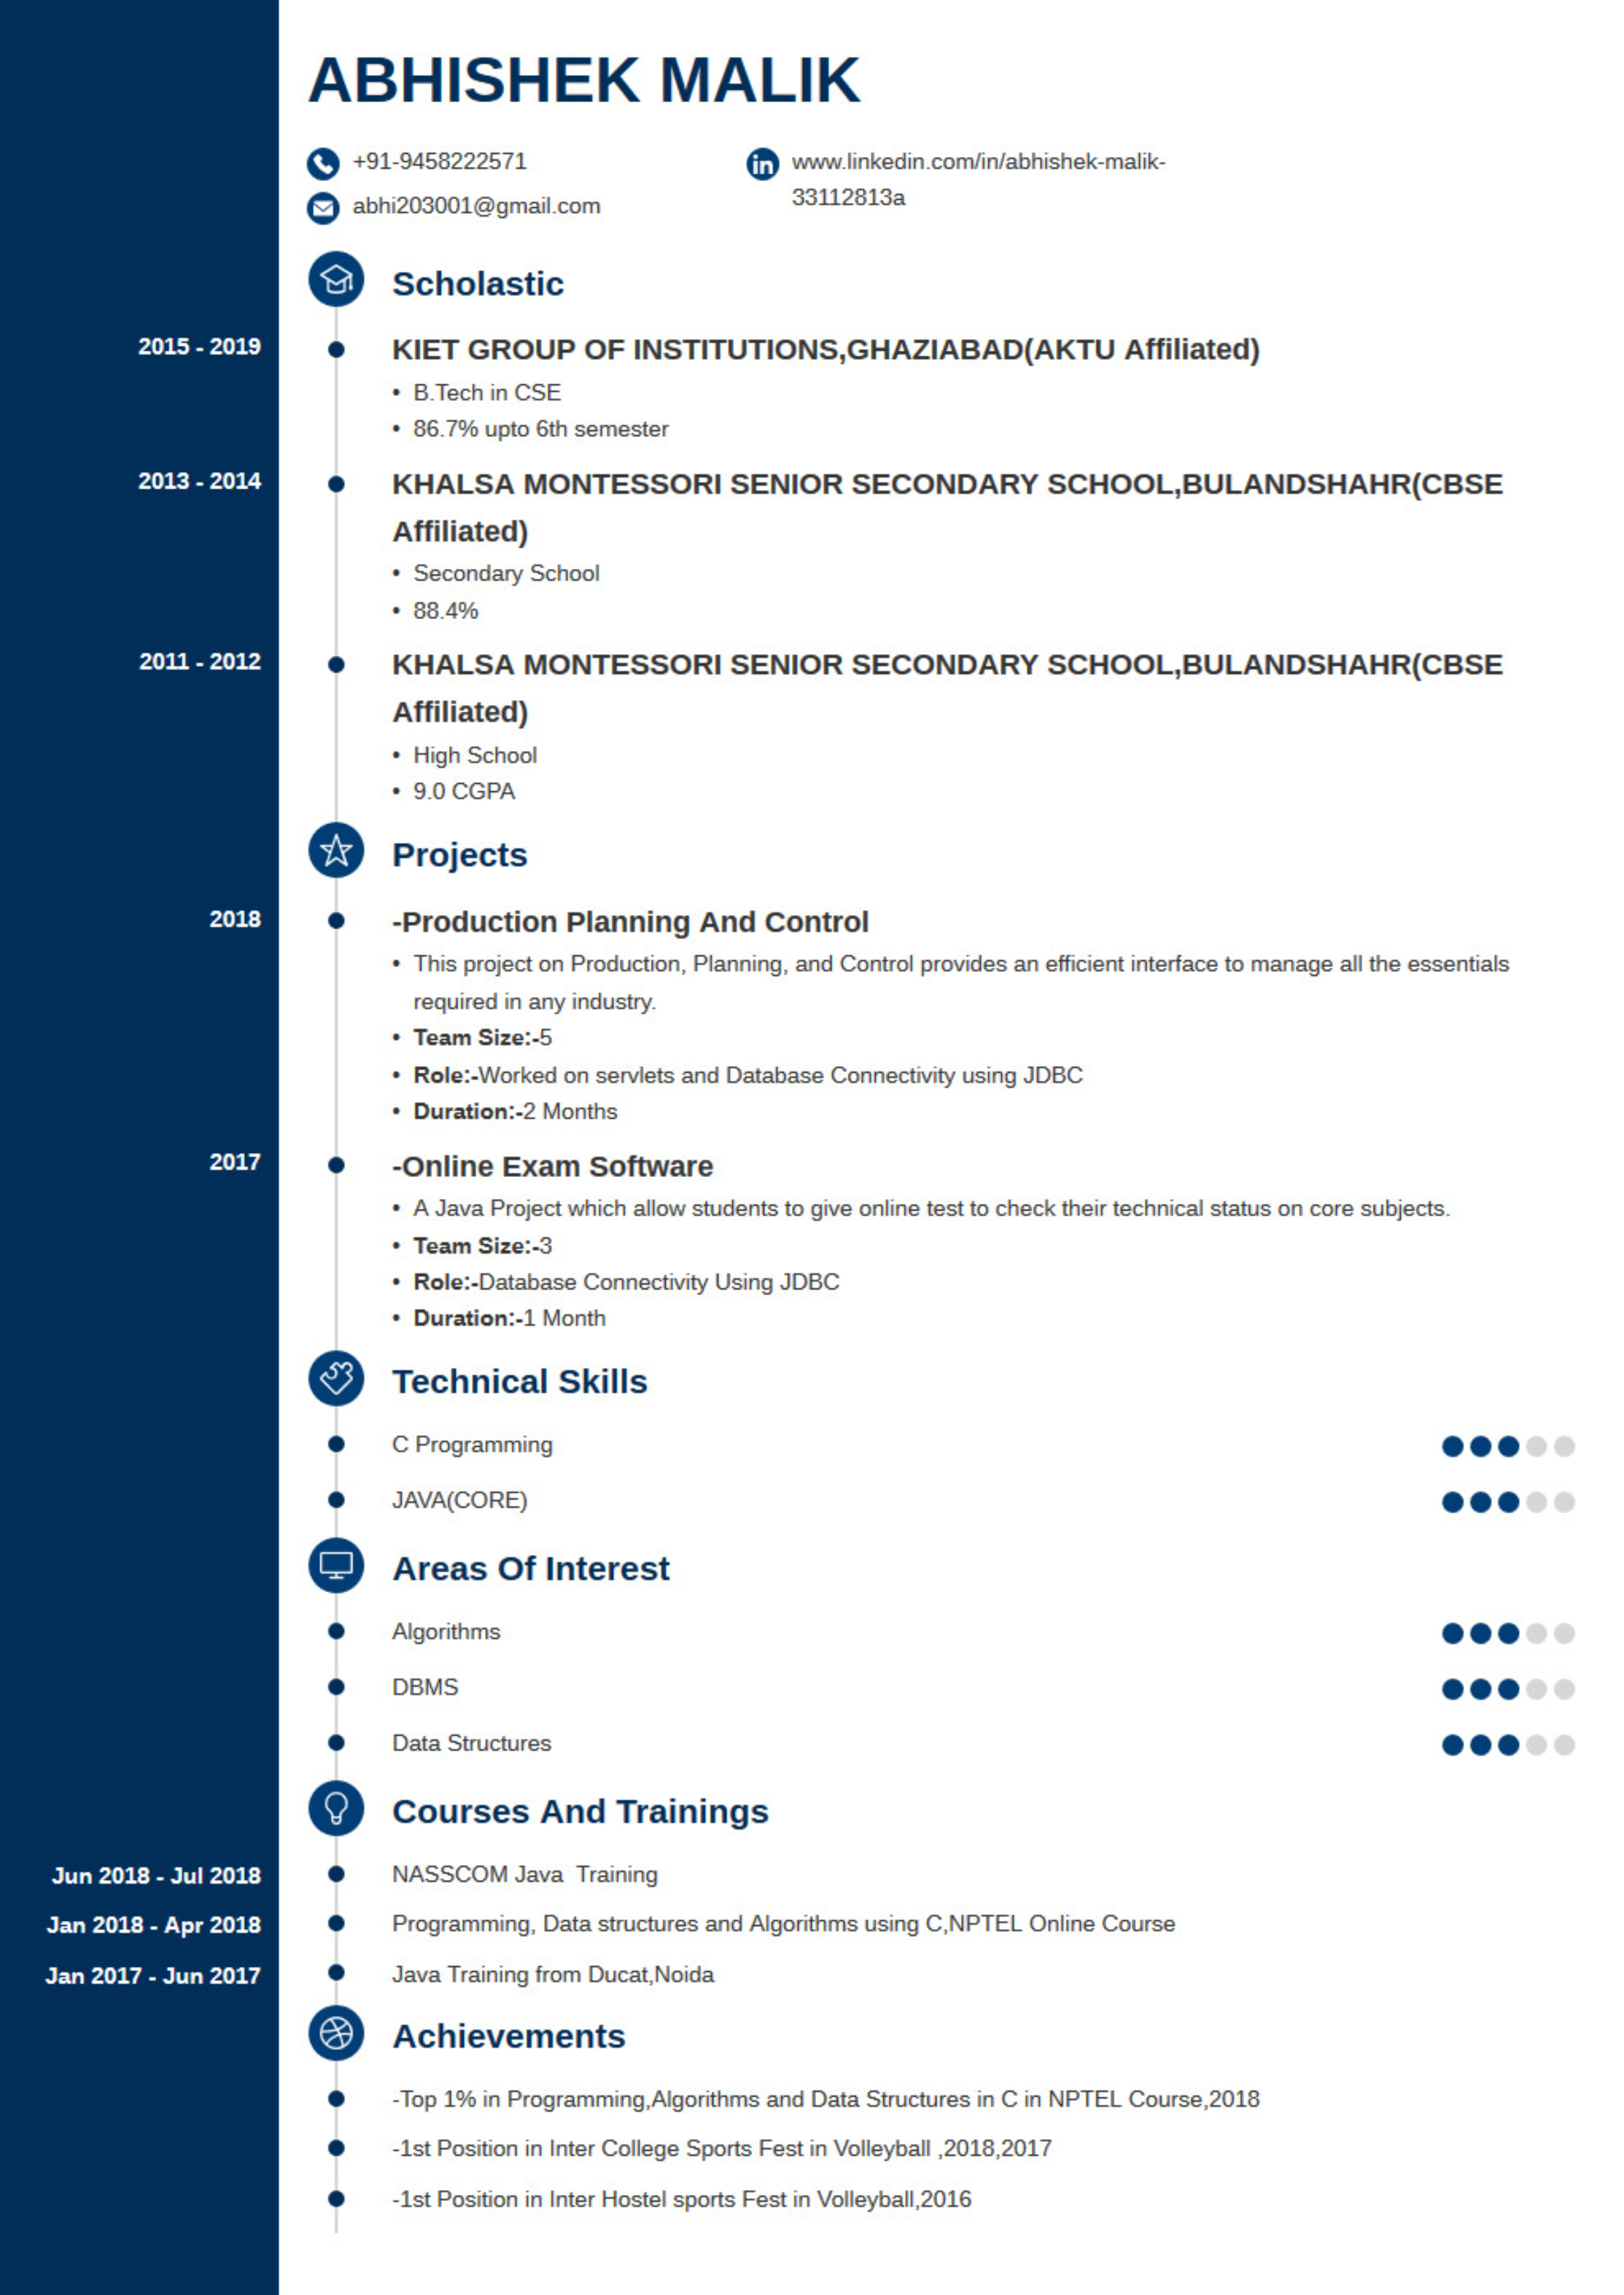 ABHISHEK MALIK
+91-9458222571
abhi203001@gmail.com
www.linkedin.com/in/abhishek-malik-
33112813a
Scholastic
2015 - 2019
KIET GROUP OF INSTITUTIONS,GHAZIABAD(AKTU Affiliated)
• B.Tech in CSE
• 86.7% upto 6th semester
2013 - 2014
KHALSA MONTESSORI SENIOR SECONDARY SCHOOL,BULANDSHAHR(CBSE
Affiliated)
• Secondary School
• 88.4%
2011 - 2012
KHALSA MONTESSORI SENIOR SECONDARY SCHOOL,BULANDSHAHR(CBSE
Affiliated)
• High School
• 9.0 CGPA
Projects
2018
-Production Planning And Control
• This project on Production, Planning, and Control provides an efficient interface to manage all the essentials
required in any industry.
• Team Size:-5
• Role:-Worked on servlets and Database Connectivity using JDBC
• Duration:-2 Months
2017
-Online Exam Software
• A Java Project which allow students to give online test to check their technical status on core subjects.
• Team Size:-3
• Role:-Database Connectivity Using JDBC
• Duration:-1 Month
Technical Skills
C Programming
JAVA(CORE)
Areas Of Interest
Algorithms
DBMS
Data Structures
Courses And Trainings
Jun 2018 - Jul 2018
NASSCOM Java  Training
Jan 2018 - Apr 2018
Programming, Data structures and Algorithms using C,NPTEL Online Course
Jan 2017 - Jun 2017
Java Training from Ducat,Noida
Achievements
-Top 1% in Programming,Algorithms and Data Structures in C in NPTEL Course,2018
-1st Position in Inter College Sports Fest in Volleyball ,2018,2017
-1st Position in Inter Hostel sports Fest in Volleyball,2016